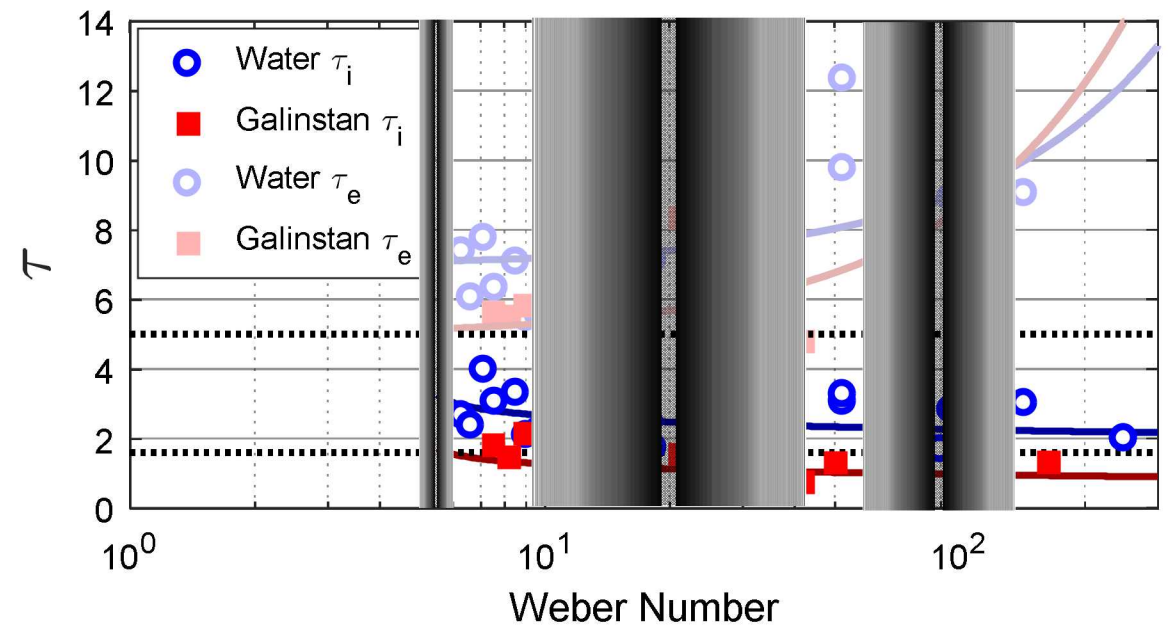 14
12
10
8
6
4
2
0
τ
Water τi
Galinstan τi
Water τe
Galinstan τe
10^0
10^1
10^2
Weber Number